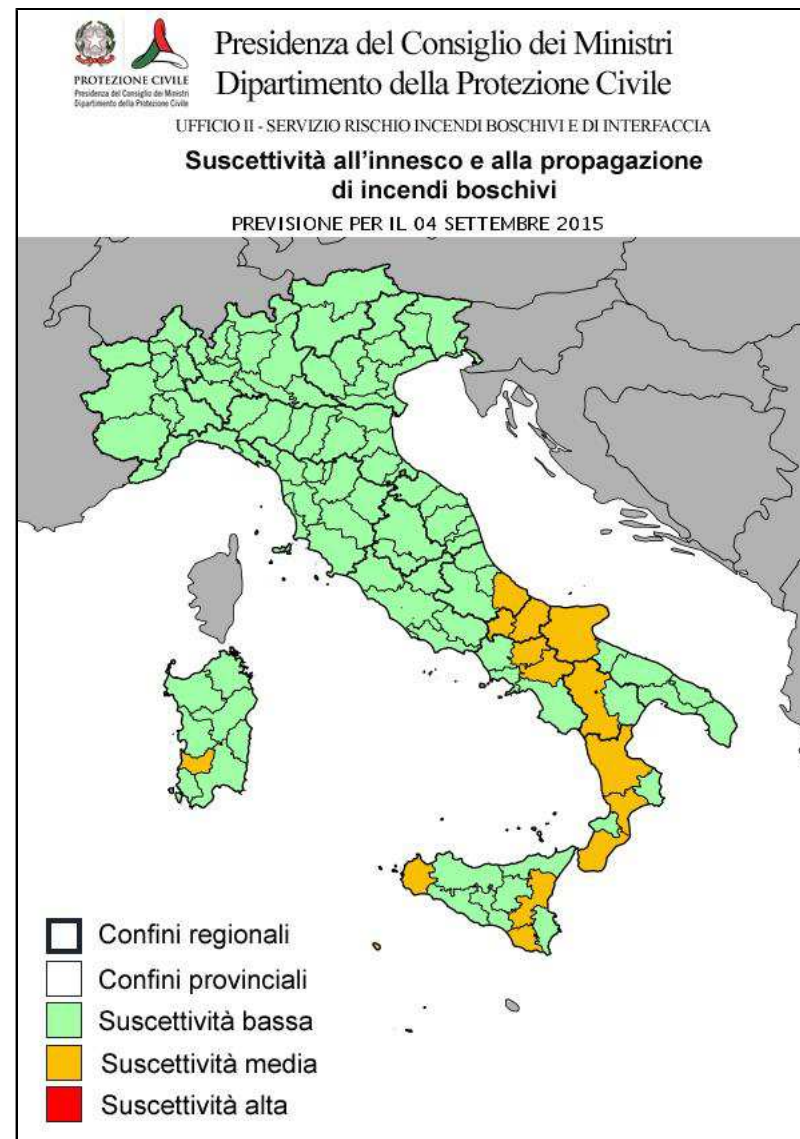 PROTEZIONE CIVILE
Presidenza del Consiglio dei Ministri
Dipartimento della Protezione Civile
Presidenza del Consiglio dei Ministri
Dipartimento della Protezione Civile
UFFICIO II - SERVIZIO RISCHIO INCENDI BOSCHIVI E DI INTERFACCIA
Suscettività all'innesco e alla propagazione
di incendi boschivi
PREVISIONE PER IL 04 SETTEMBRE 2015
Confini regionali
Confini provinciali
Suscettività bassa
Suscettività media
Suscettività alta